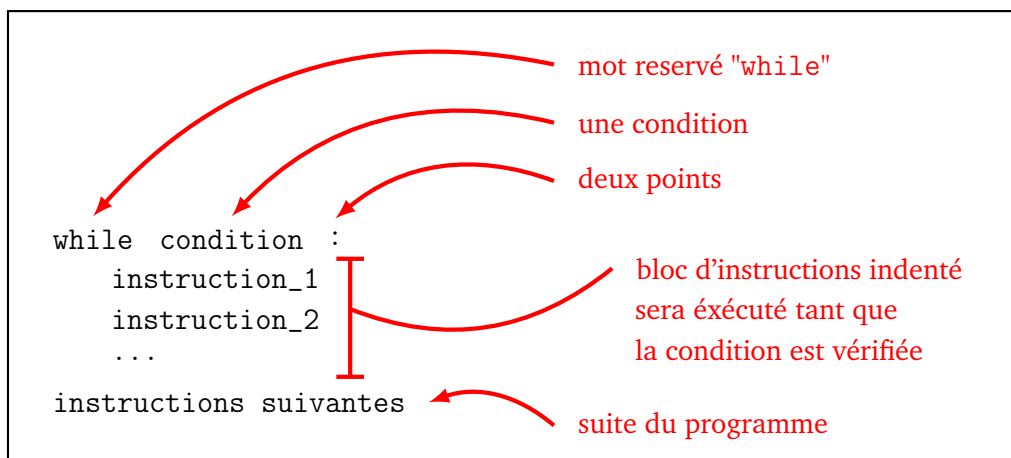 mot reservé "while"
une condition
deux points
while condition :
instruction_1
instruction_2
...
instructions suivantes
bloc d'instructions indenté
sera éxécuté tant que
la condition est vérifiée
suite du programme